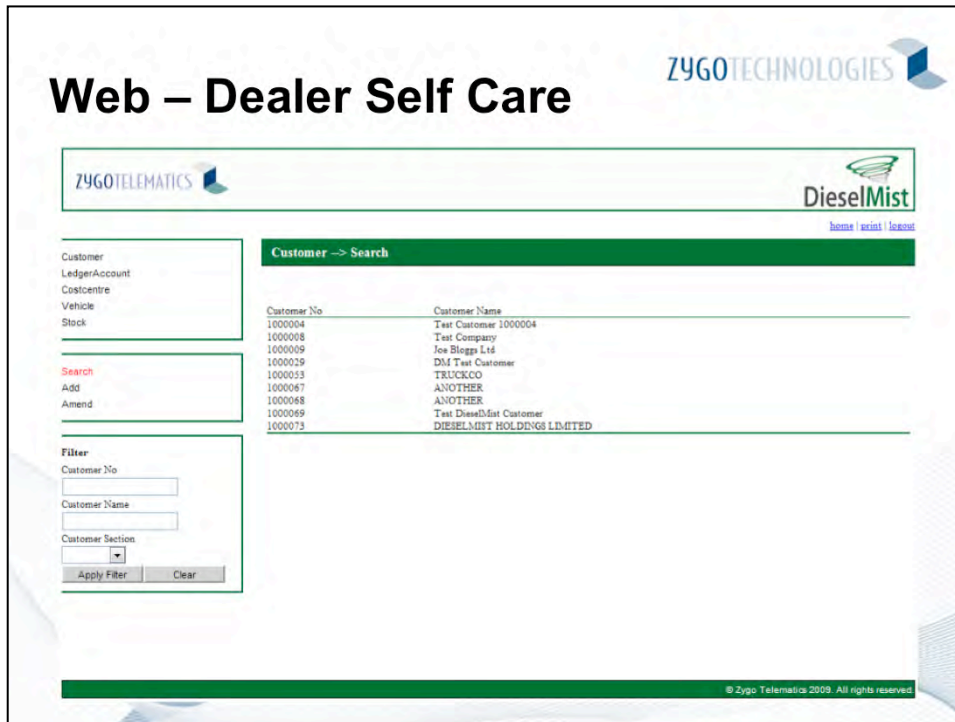 ZYGOTECHNOLOGIES
Web – Dealer Self Care
ZYGOTELEMATICS
DieselMist
home | print | logout
Customer
LedgerAccount
Costcentre
Vehicle
Stock
Search
Add
Amend
Filter
Customer No
Customer Name
Customer Section
Apply Filter Clear
Customer --> Search
Customer No Customer Name
1000004 Test Customer 1000004
1000008 Test Company
1000009 Joe Bloggs Ltd
1000029 DM Test Customer
1000053 TRUCKCO
1000067 ANOTHER
1000068 ANOTHER
1000069 Test DieselMist Customer
1000073 DIESELMIST HOLDINGS LIMITED
© Zygo Telematics 2009. All rights reserved.